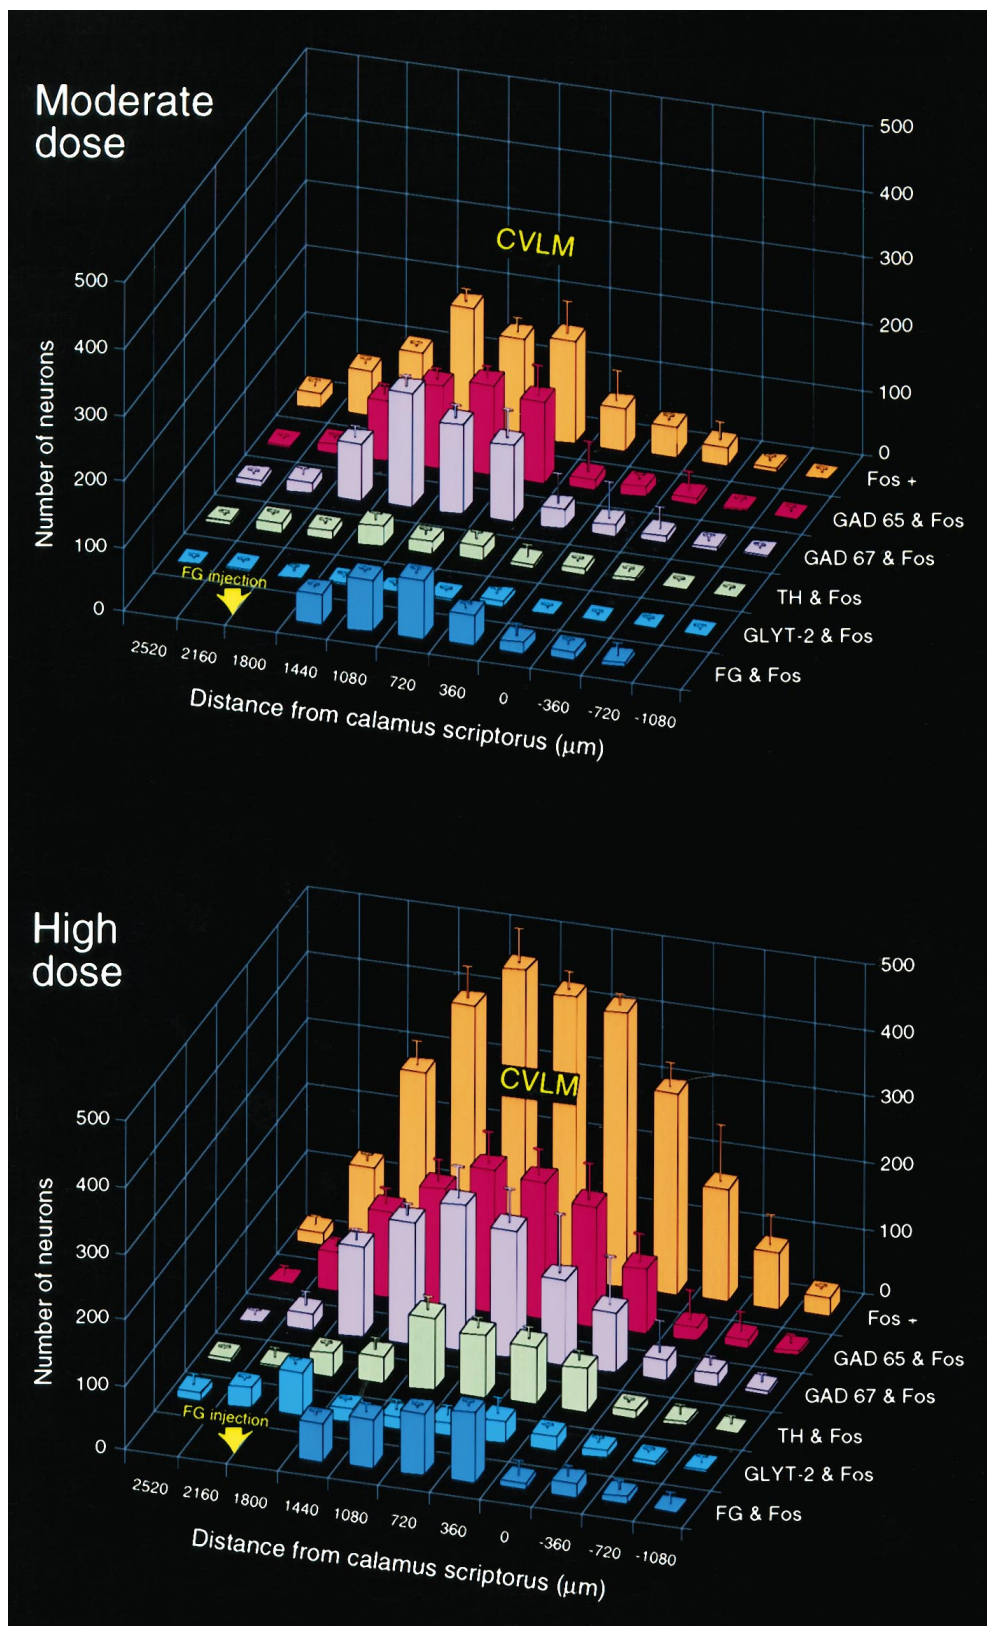 Moderate
dose
CVLM
500
400
300
200
100
0
Number of neurons
500
400
300
200
100
0
Fos +
GAD 65 & Fos
GAD 67 & Fos
TH & Fos
GLYT-2 & Fos
FG & Fos
FG injection
2520 2160 1800 1440 1080 720 360 0 -360 -720 -1080
Distance from calamus scriptorus (μm)
High
dose
CVLM
500
400
300
200
100
0
Number of neurons
500
400
300
200
100
0
Fos +
GAD 65 & Fos
GAD 67 & Fos
TH & Fos
GLYT-2 & Fos
FG & Fos
FG injection
2520 2160 1800 1440 1080 720 360 0 -360 -720 -1080
Distance from calamus scriptorus (μm)